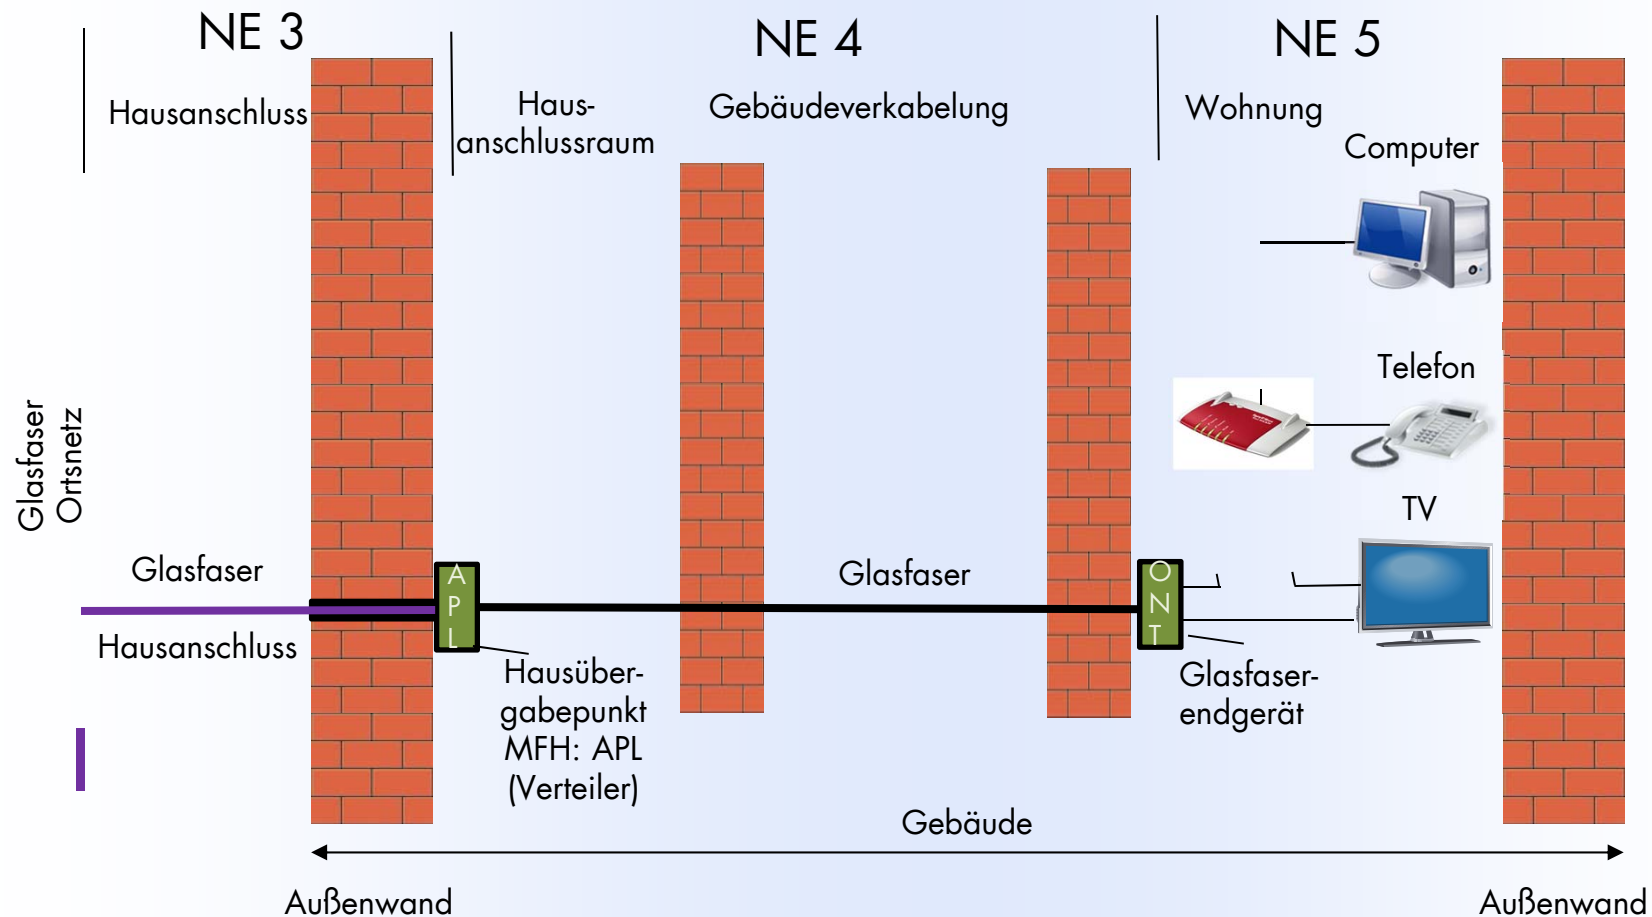 NE 3
NE 4
NE 5
Hausanschluss
Haus-
anschlussraum
Gebäudeverkabelung
Wohnung
Computer
Telefon
TV
Glasfaser
Ortsnetz
Glasfaser
Hausanschluss
A
P
L
Hausüber-
gabepunkt
MFH: APL
(Verteiler)
Glasfaser
O
N
T
Glasfaser-
endgerät
Gebäude
Außenwand
Außenwand